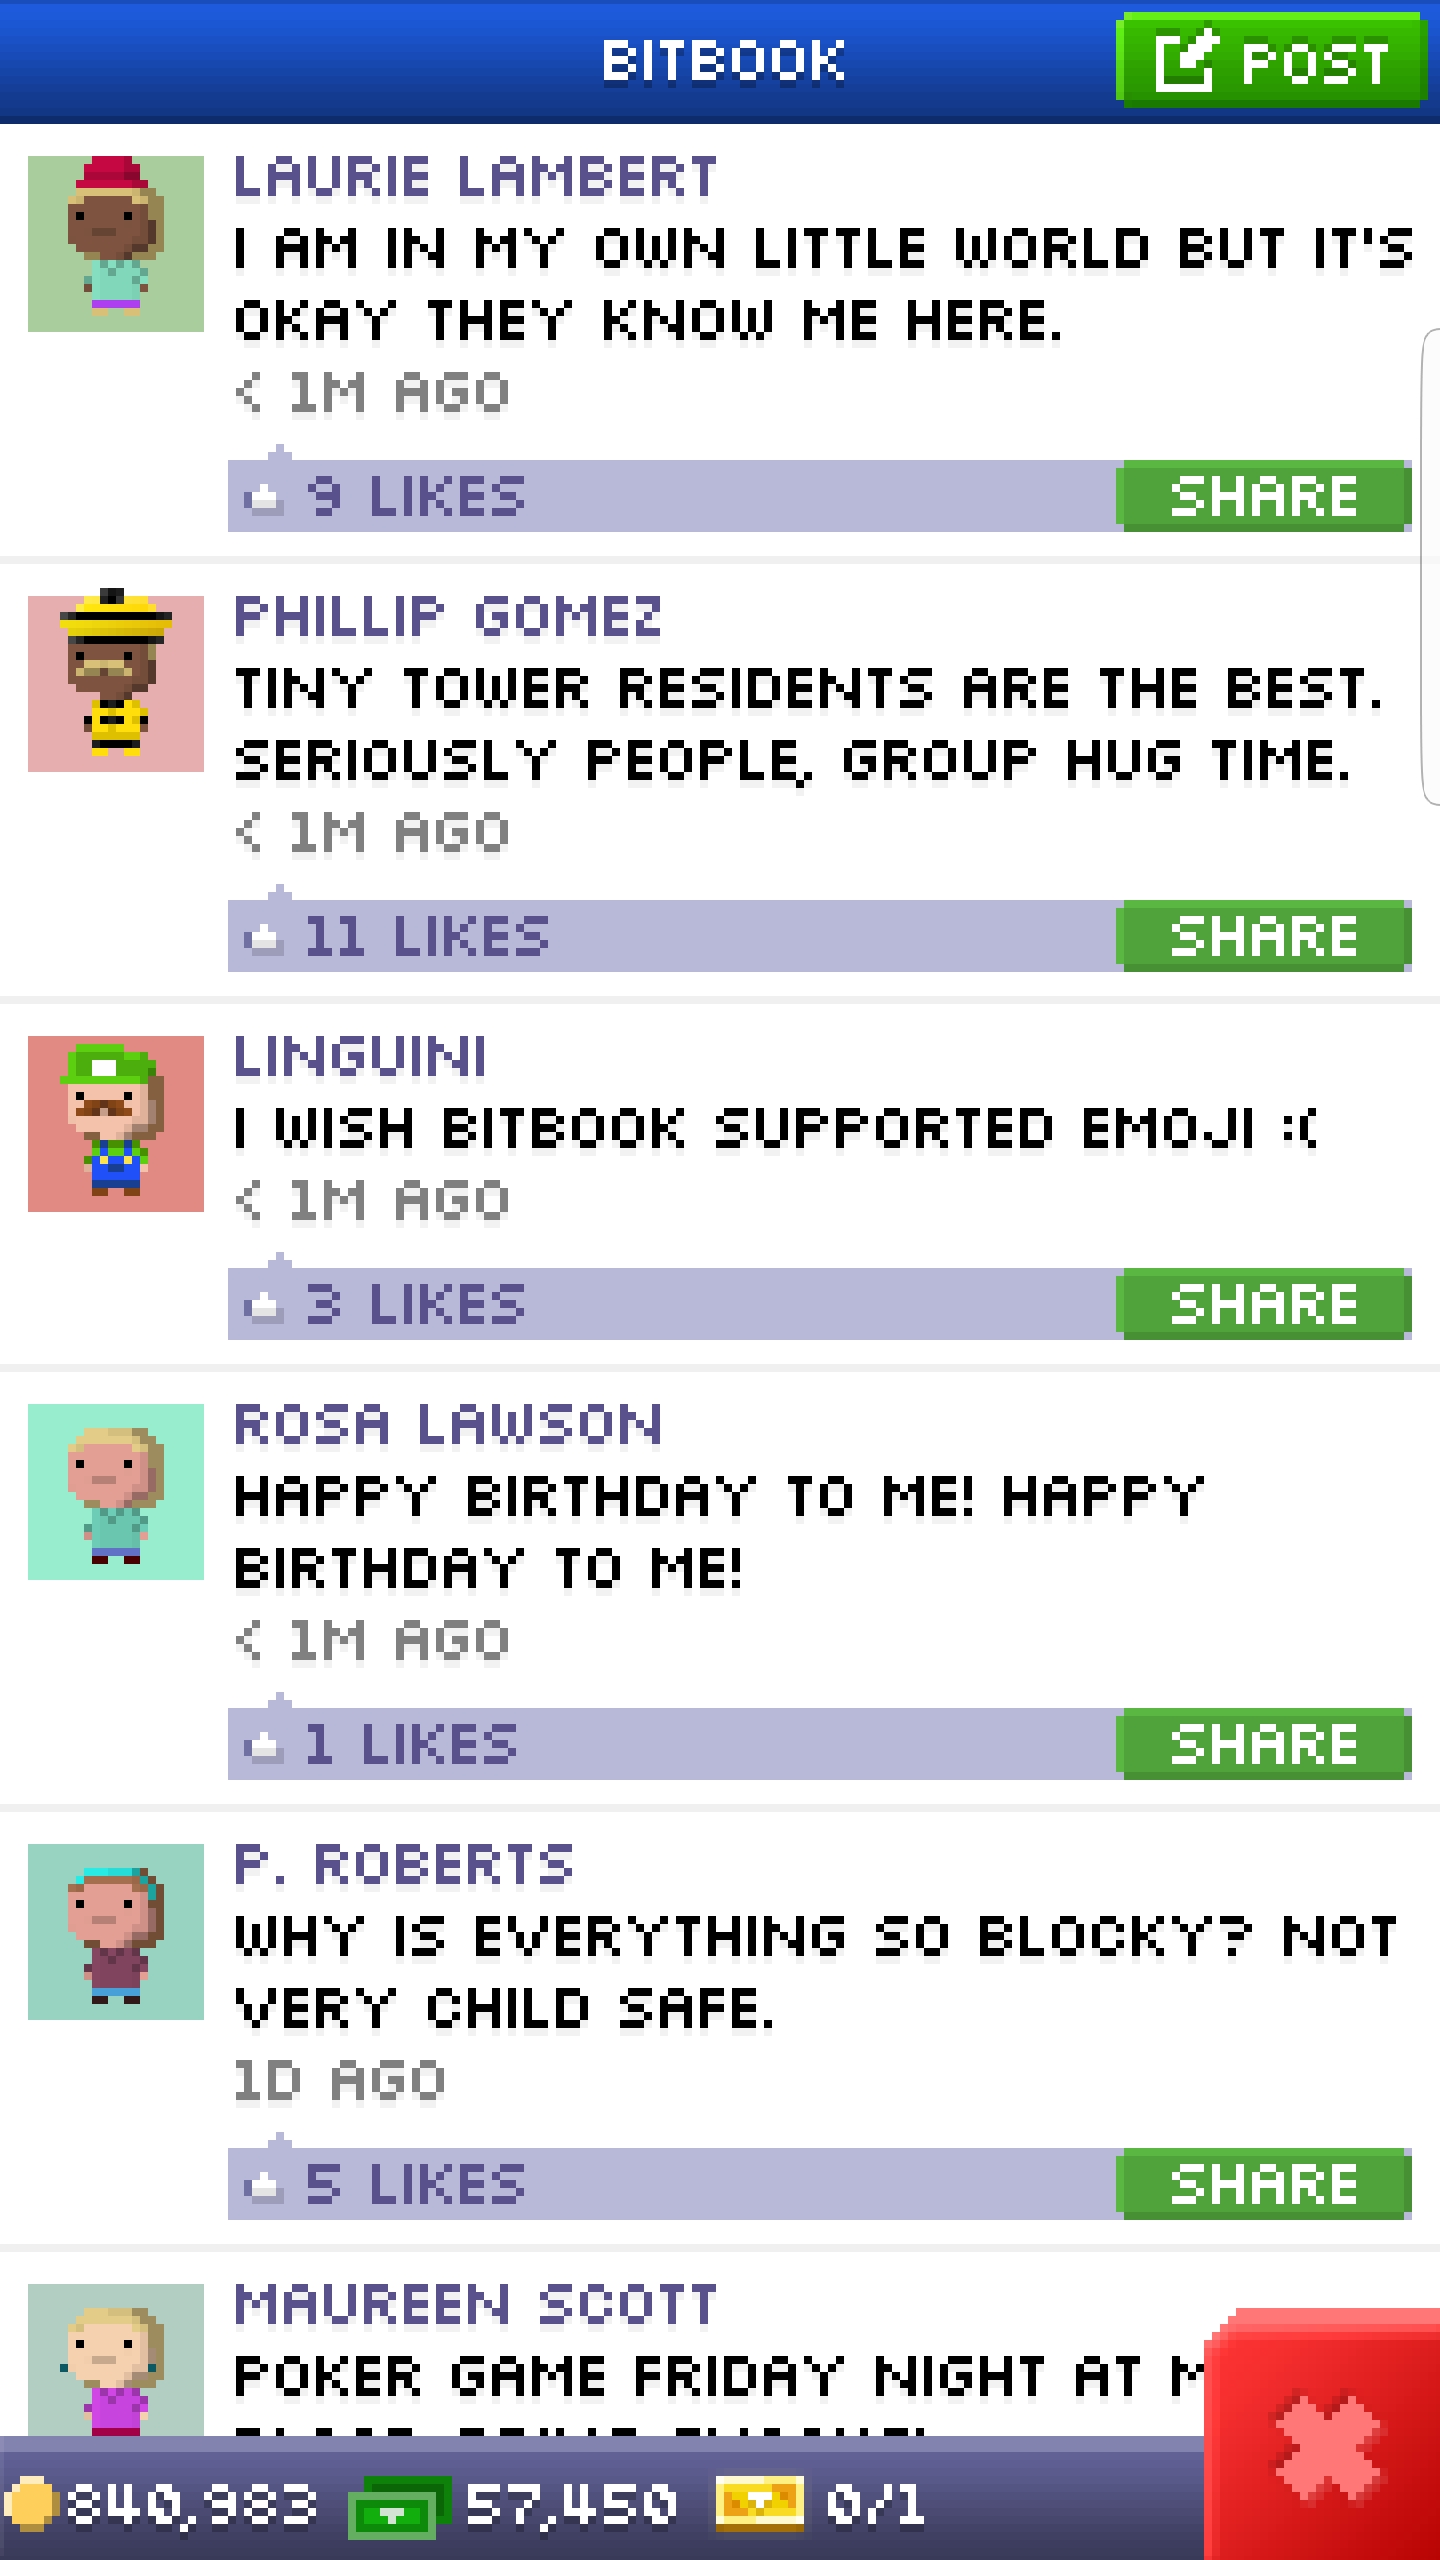 BITBOOK
POST
LAURIE LAMBERT
I AM IN MY OWN LITTLE WORLD BUT IT'S
OKAY THEY KNOW ME HERE.
< 1M AGO
9 LIKES
SHARE
PHILLIP GOMEZ
TINY TOWER RESIDENTS ARE THE BEST.
SERIOUSLY PEOPLE, GROUP HUG TIME.
< 1M AGO
11 LIKES
SHARE
LINGUINI
I WISH BITBOOK SUPPORTED EMOJI :(
< 1M AGO
3 LIKES
SHARE
ROSA LAWSON
HAPPY BIRTHDAY TO ME! HAPPY
BIRTHDAY TO ME!
< 1M AGO
1 LIKES
SHARE
P. ROBERTS
WHY IS EVERYTHING SO BLOCKY? NOT
VERY CHILD SAFE.
1D AGO
5 LIKES
SHARE
MAUREEN SCOTT
POKER GAME FRIDAY NIGHT AT
840,983 57,450 0/1